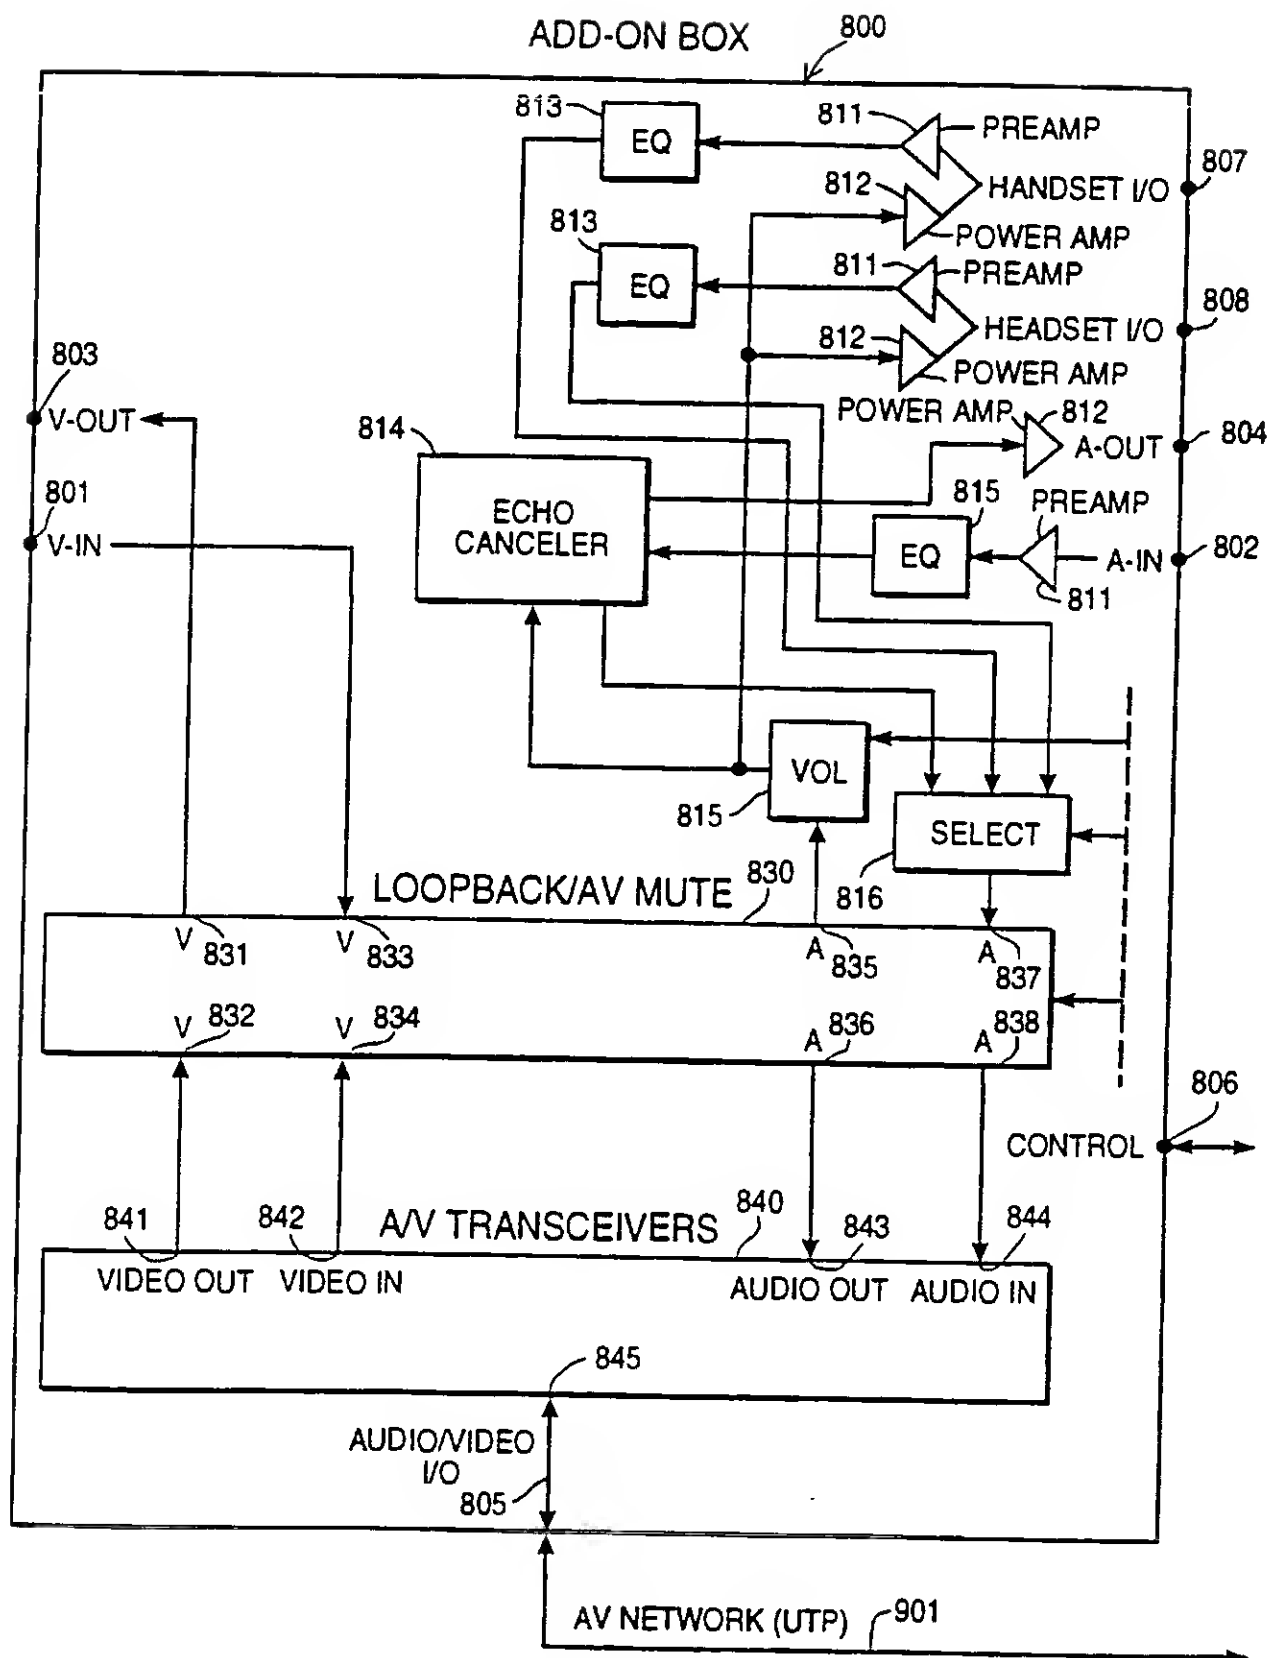 ADD-ON BOX
800
813
EQ
811
PREAMP
807
812
HANDSET I/O
POWER AMP
813
EQ
811
PREAMP
808
812
HEADSET I/O
POWER AMP
803
V-OUT
POWER AMP
812
804
A-OUT
814
ECHO
CANCELER
801
V-IN
815
EQ
PREAMP
A-IN
802
811
VOL
815
SELECT
816
LOOPBACK/AV MUTE
830
V
831
V
833
A
835
A
837
V
832
V
834
A
836
A
838
806
CONTROL
841
842
A/V TRANSCEIVERS
840
843
844
VIDEO OUT
VIDEO IN
AUDIO OUT
AUDIO IN
845
AUDIO/VIDEO
I/O
805
AV NETWORK (UTP)
901